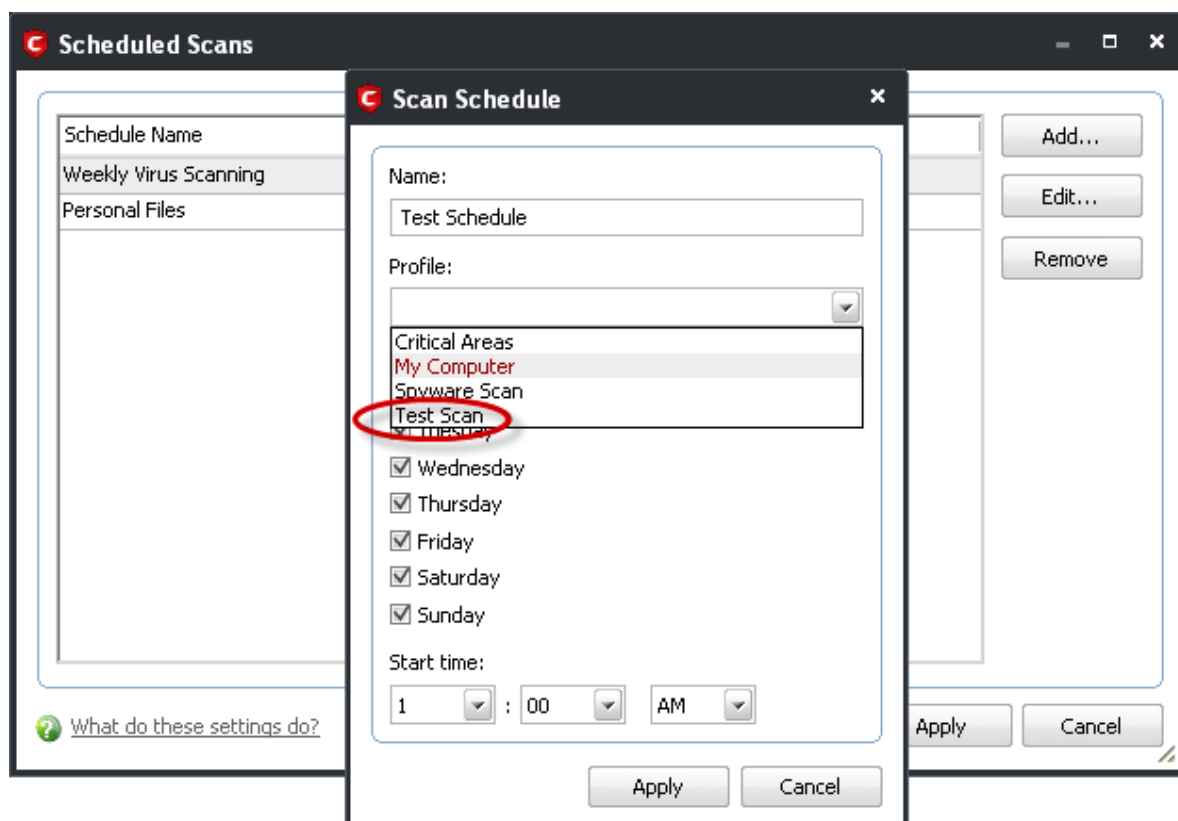 Scheduled Scans
Scan Schedule
Schedule Name
Weekly Virus Scanning
Personal Files
Add...
Edit...
Remove
Name:
Test Schedule
Profile:
Critical Areas
My Computer
Spyware Scan
Test Scan
Tuesday
Wednesday
Thursday
Friday
Saturday
Sunday
Start time:
1 : 00 AM
What do these settings do?
Apply Cancel
Apply Cancel